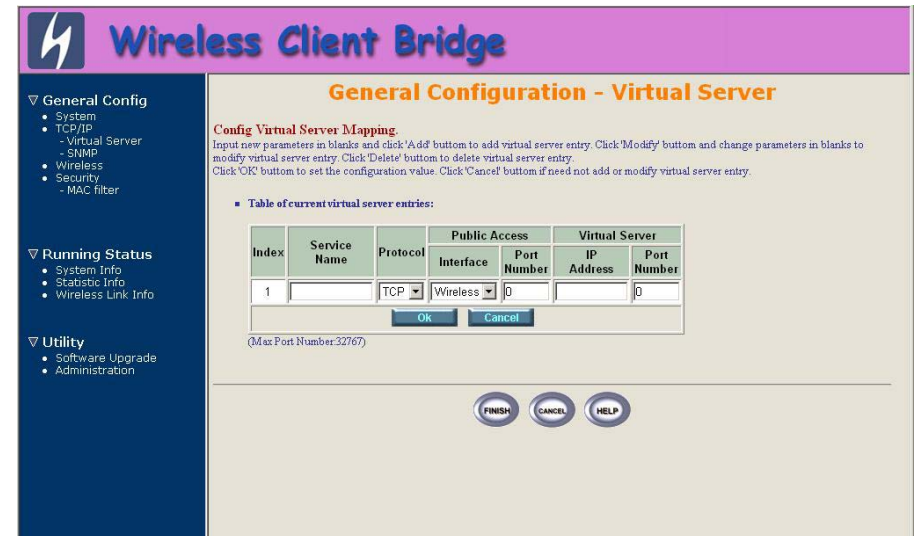 Wireless Client Bridge
General Config
System
TCP/IP
- Virtual Server
- SNMP
Wireless
Security
- MAC filter
Running Status
System Info
Statistic Info
Wireless Link Info
Utility
Software Upgrade
Administration
General Configuration - Virtual Server
Config Virtual Server Mapping.
Input new parameters in blanks and click 'Add' buttom to add virtual server entry. Click 'Modify' buttom and change parameters in blanks to
modify virtual server entry. Click 'Delete' buttom to delete virtual server entry.
Click 'OK' buttom to set the configuration value. Click 'Cancel' buttom if need not add or modify virtual server entry.
Table of current virtual server entries:
Public Access Virtual Server
Index Service Name Protocol Interface Port Number IP Address Port Number
1 TCP Wireless 0 0
Ok Cancel
(Max Port Number:32767)
FINISH CANCEL HELP